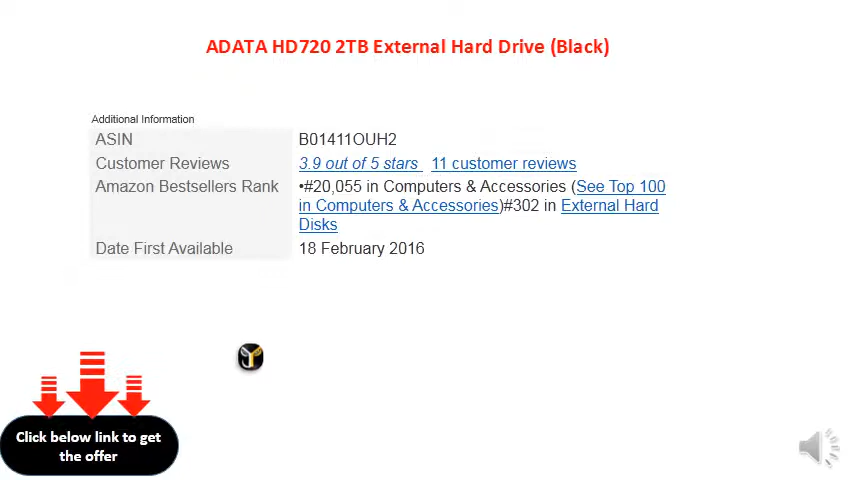 ADATA HD720 2TB External Hard Drive (Black)
Additional Information
ASIN B01411OUH2
Customer Reviews 3.9 out of 5 stars 11 customer reviews
Amazon Bestsellers Rank •#20,055 in Computers & Accessories (See Top 100
in Computers & Accessories)#302 in External Hard
Disks
Date First Available 18 February 2016
Click below link to get
the offer